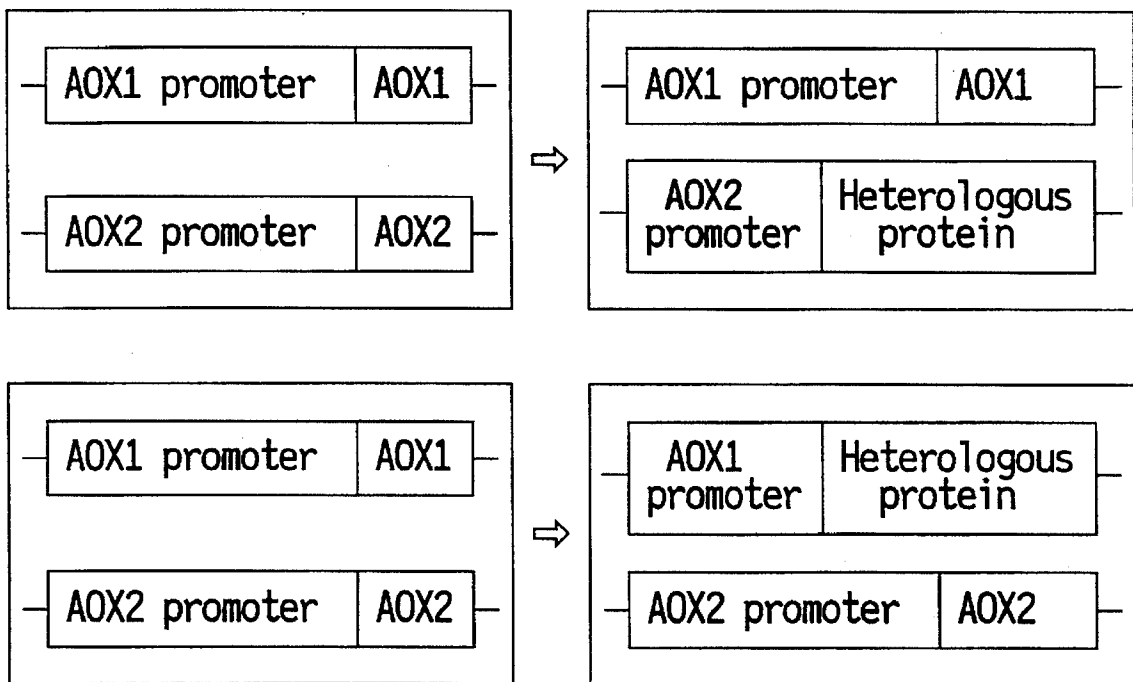 AOX1 promoter AOX1
AOX2 promoter AOX2
AOX1 promoter AOX1
AOX2
promoter
Heterologous
protein
AOX1 promoter AOX1
AOX2 promoter AOX2
AOX1
promoter
Heterologous
protein
AOX2 promoter AOX2